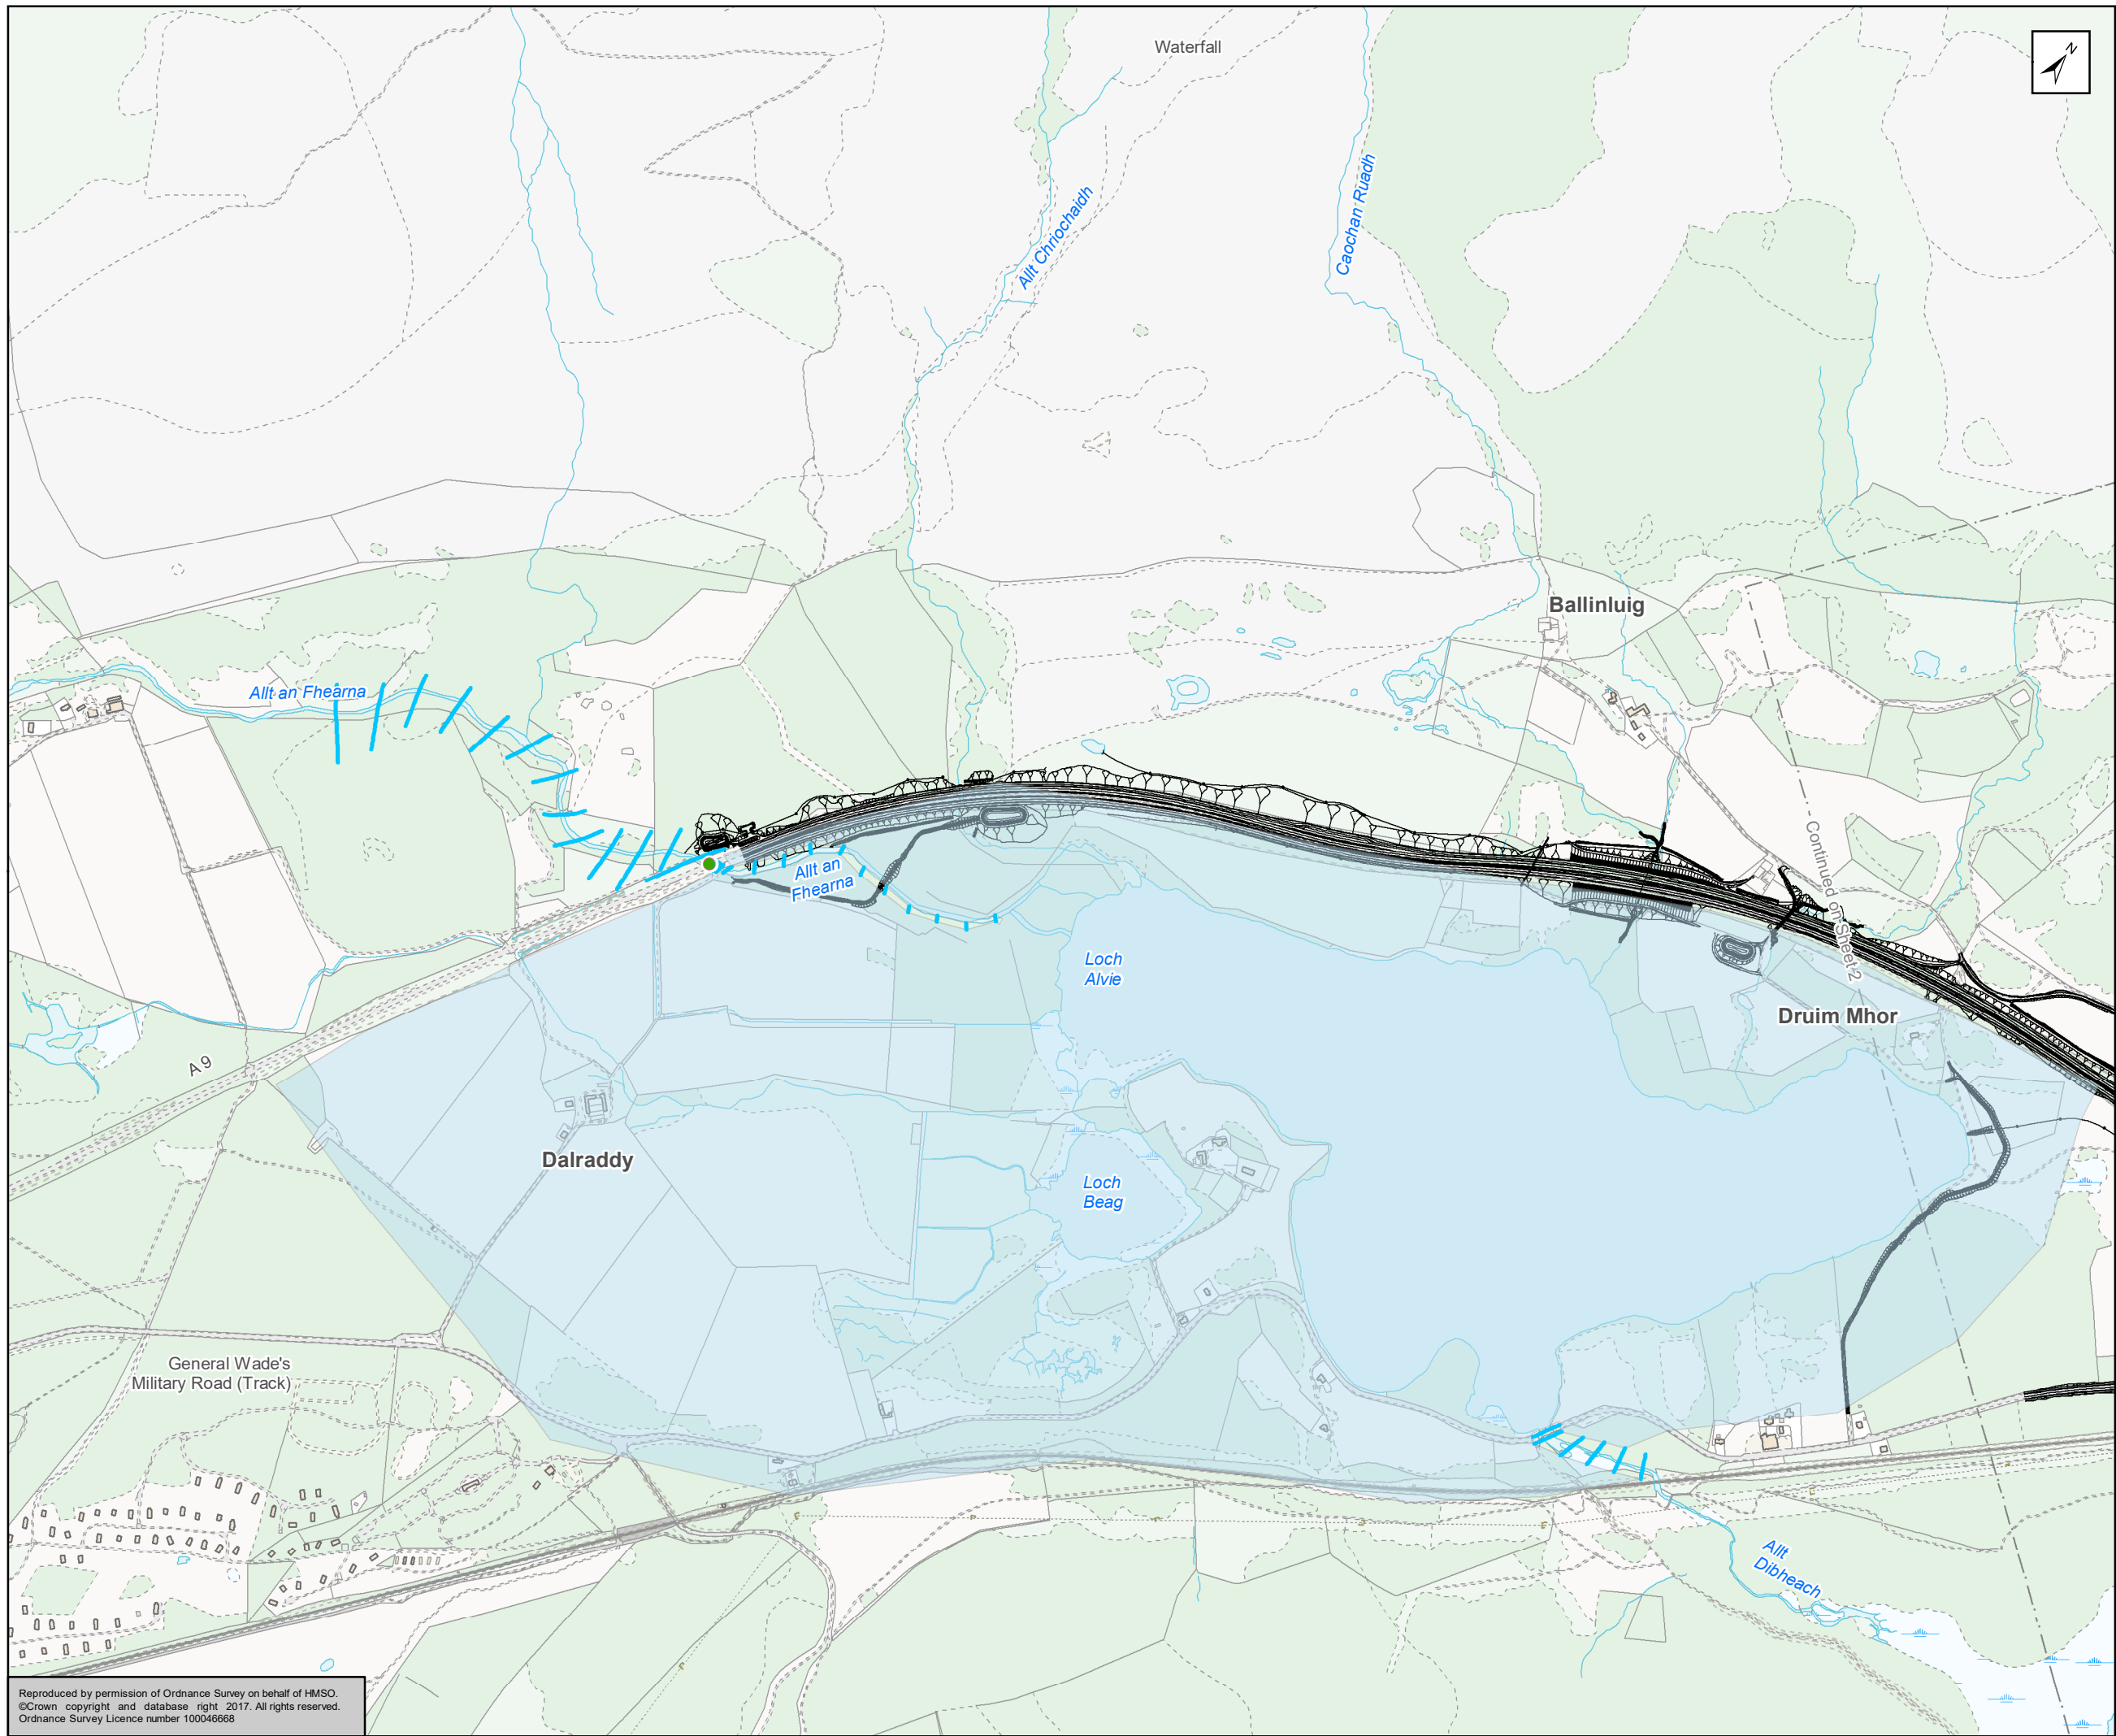 Waterfall
N
Allt Chriochaidh
Caochan Ruadh
Ballinluig
Allt an Fhearna
Continued on Sheet 2
Allt an
Fhearna
Loch
Alvie
Druim Mhor
A 9
Dalraddy
Loch
Beag
General Wade's
Military Road (Track)
Allt
Dibheach
Reproduced by permission of Ordnance Survey on behalf of HMSO.
©Crown copyright and database right 2017. All rights reserved.
Ordnance Survey Licence number 100046668